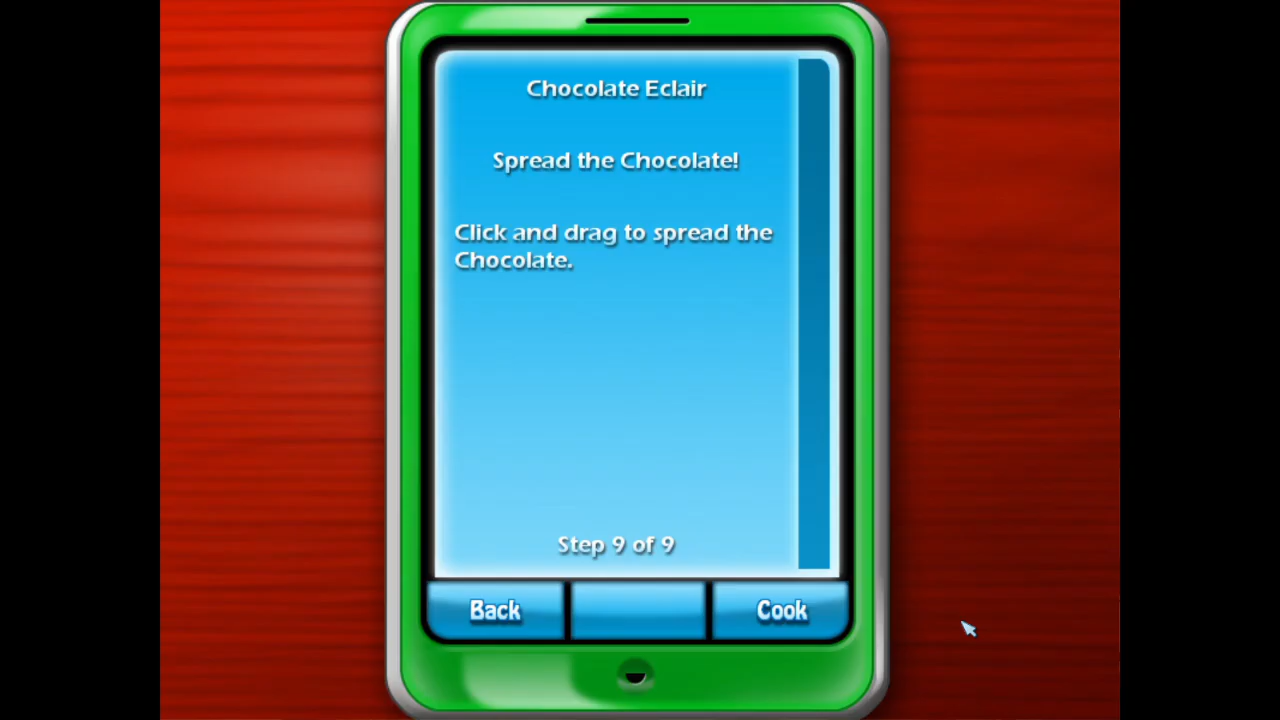 Chocolate Eclair
Spread the Chocolate!
Click and drag to spread the
Chocolate.
Step 9 of 9
Back
Cook